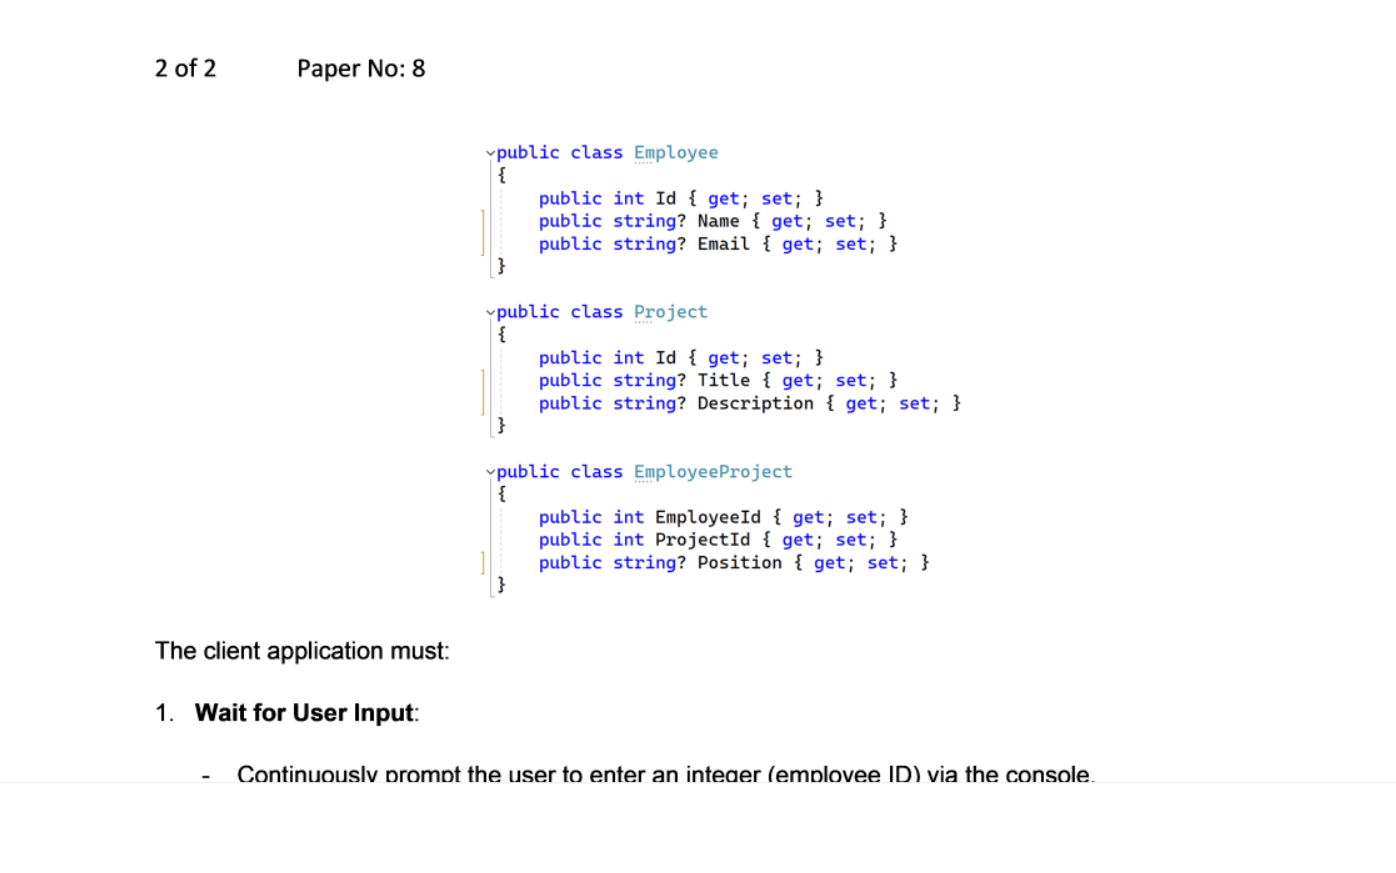 2 of 2 Paper No: 8
public class Employee
{
public int Id { get; set; }
public string? Name { get; set; }
public string? Email { get; set; }
}
public class Project
{
public int Id { get; set; }
public string? Title { get; set; }
public string? Description { get; set; }
}
public class EmployeeProject
{
public int EmployeeId { get; set; }
public int ProjectId { get; set; }
public string? Position { get; set; }
}
The client application must:
1. Wait for User Input:
- Continuously prompt the user to enter an integer (employee ID) via the console.